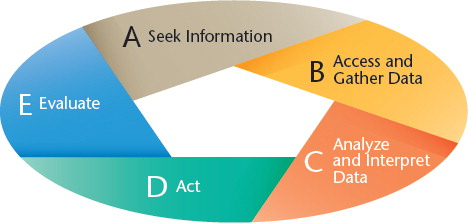 A Seek Information
B Access and
Gather Data
C Analyze
and Interpret
Data
D Act
E Evaluate